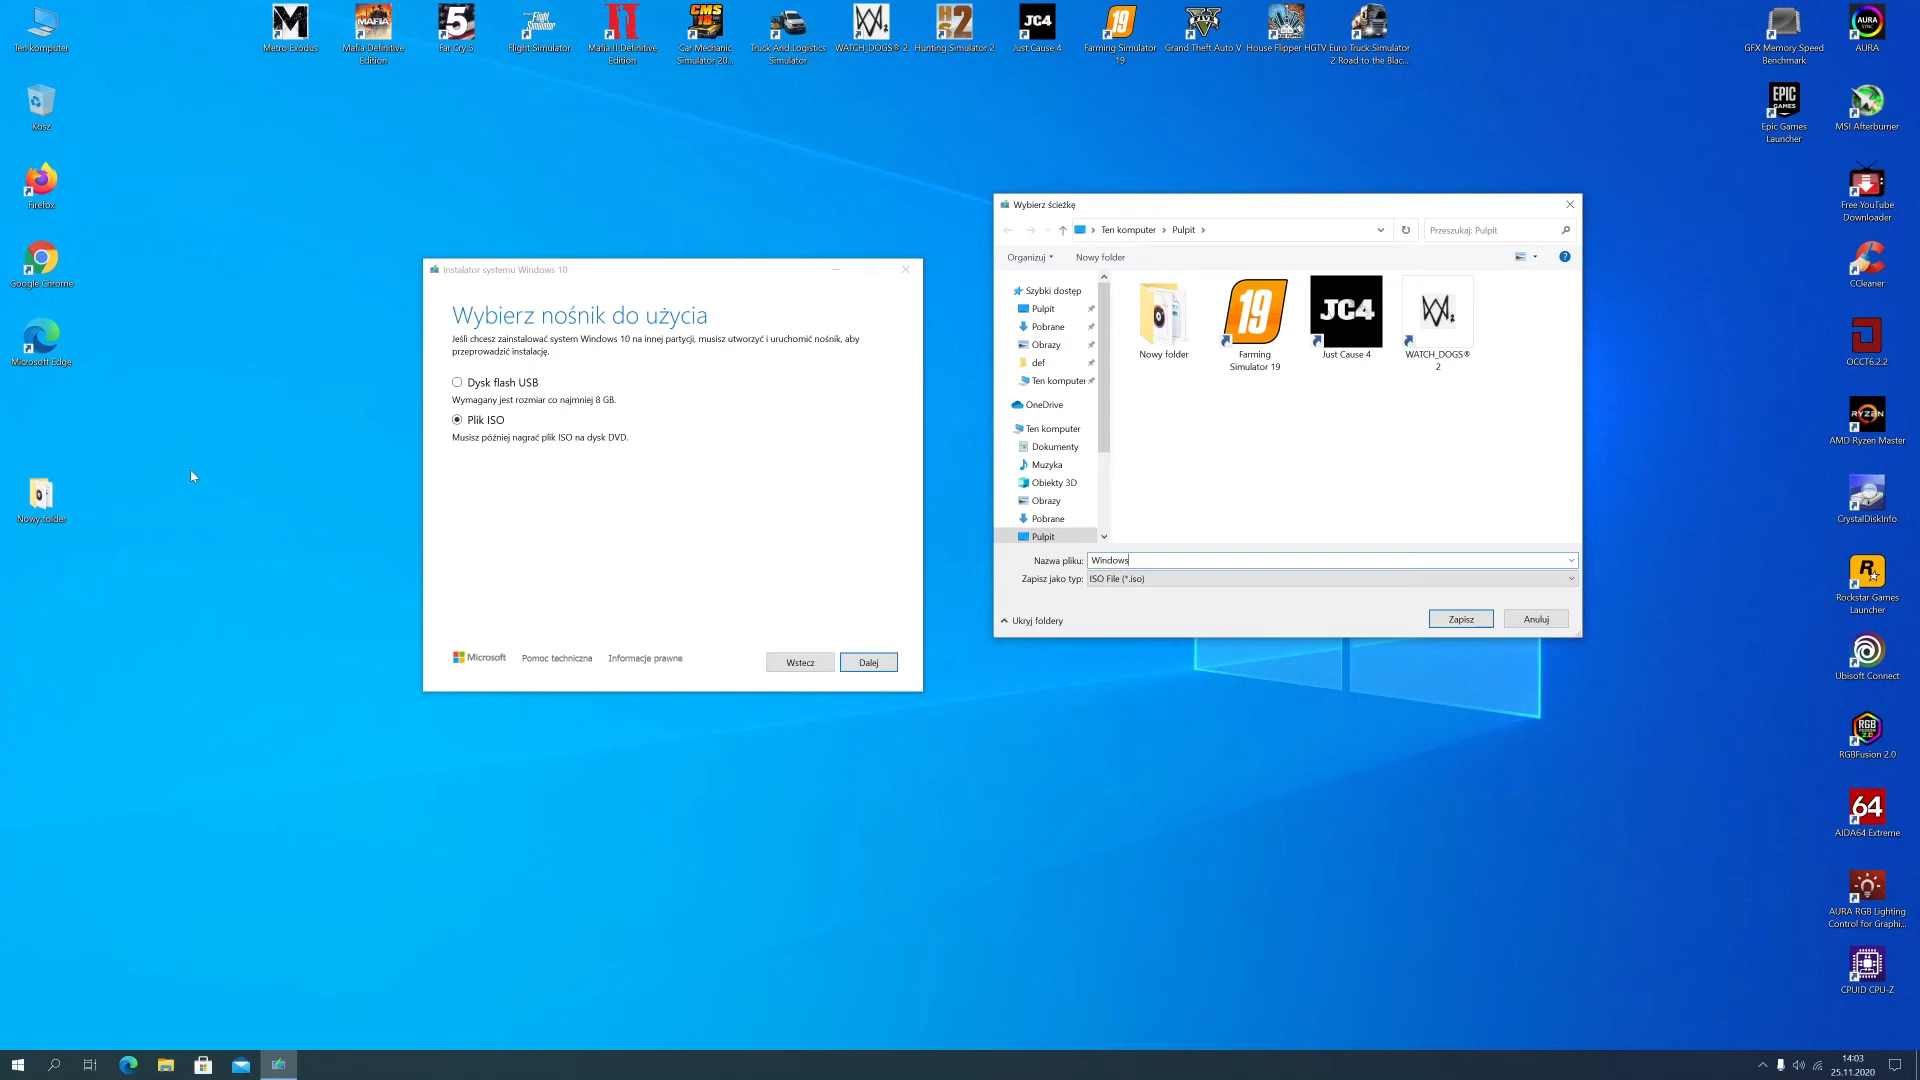 Ten komputer
Kosz
Firefox
Google Chrome
Microsoft Edge
Nowy folder
Metro Exodus
Mafia Definitive
Edition
Far Cry 5
Flight Simulator
Mafia II Definitive
Edition
Car Mechanic
Simulator 20...
Truck And Logistics
Simulator
WATCH_DOGS® 2
Hunting Simulator 2
Just Cause 4
Farming Simulator
19
Grand Theft Auto V
House Flipper HGTV
Euro Truck Simulator
2 Road to the Blac...
GFX Memory Speed
Benchmark
AURA
Epic Games
Launcher
MSI Afterburner
Free YouTube
Downloader
CCleaner
OCCT6.2.2
AMD Ryzen Master
CrystalDiskInfo
Rockstar Games
Launcher
Ubisoft Connect
RGBFusion 2.0
AIDA64 Extreme
AURA RGB Lighting
Control for Graphi...
CPUID CPU-Z
Instalator systemu Windows 10
Wybierz nośnik do użycia
Jeśli chcesz zainstalować system Windows 10 na innej partycji, musisz utworzyć i uruchomić nośnik, aby
przeprowadzić instalację.
Dysk flash USB
Wymagany jest rozmiar co najmniej 8 GB.
Plik ISO
Musisz później nagrać plik ISO na dysk DVD.
Microsoft
Pomoc techniczna
Informacje prawne
Wstecz
Dalej
Wybierz ścieżkę
Ten komputer
Pulpit
Przeszukaj: Pulpit
Organizuj
Nowy folder
Szybki dostęp
Pulpit
Pobrane
Obrazy
def
Ten komputer
OneDrive
Ten komputer
Dokumenty
Muzyka
Obiekty 3D
Obrazy
Pobrane
Pulpit
Nowy folder
Farming
Simulator 19
Just Cause 4
WATCH_DOGS®
2
Nazwa pliku: Windows
Zapisz jako typ: ISO File (*.iso)
Ukryj foldery
Zapisz
Anuluj
14:03
25.11.2020